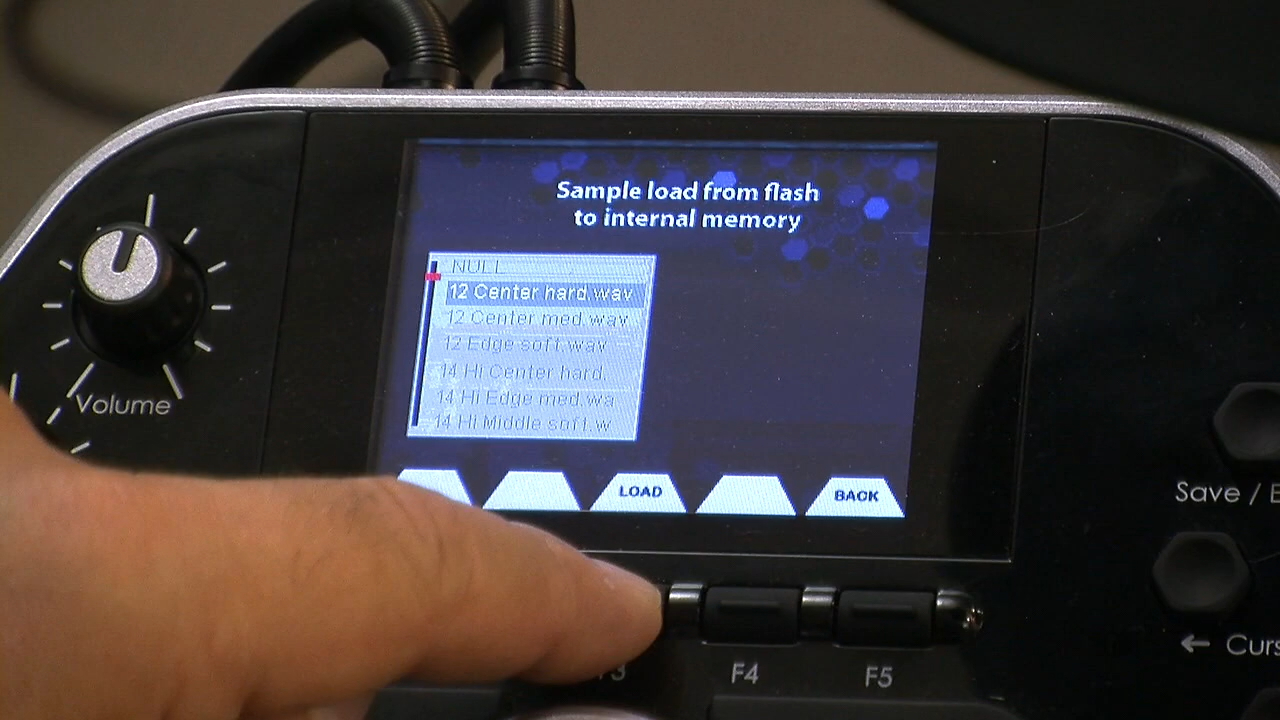 Sample load from flash
to internal memory
NULL
12 Center hard.wav
12 Center med.wav
12 Edge soft.wav
14 Hi Center hard.
14 Hi Edge med.wa
14 Hi Middle soft.w
LOAD
BACK
Volume
Save / E
← Curs
F3
F4
F5